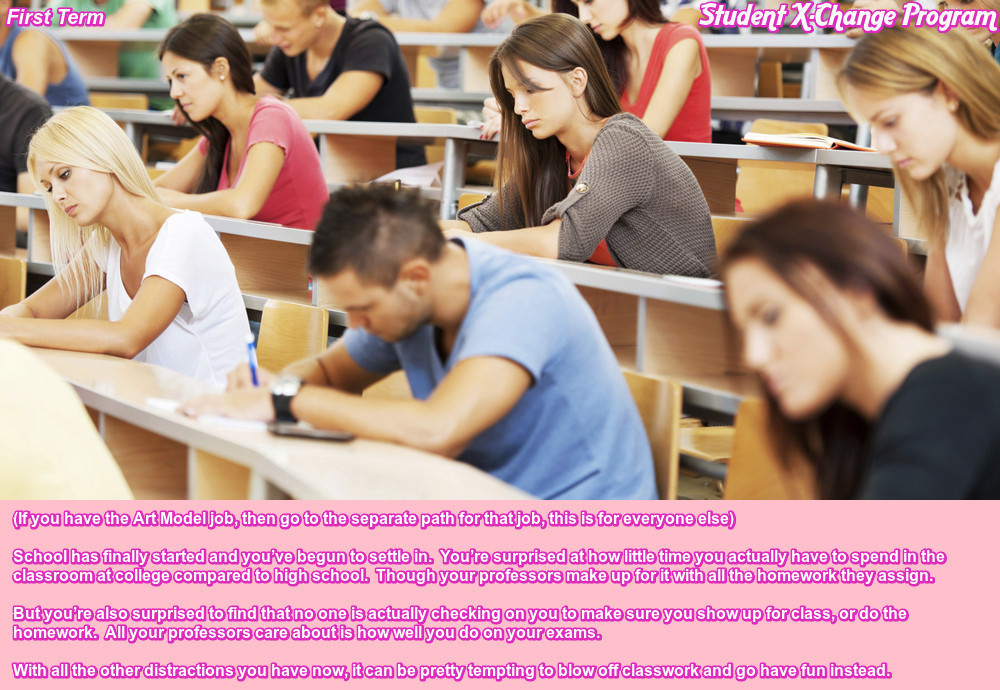 First Term
Student X-Change Program
(If you have the Art Model job, then go to the separate path for that job, this is for everyone else)
School has finally started and you've begun to settle in.  You're surprised at how little time you actually have to spend in the
classroom at college compared to high school.  Though your professors make up for it with all the homework they assign.
But you're also surprised to find that no one is actually checking on you to make sure you show up for class, or do the
homework.  All your professors care about is how well you do on your exams.
With all the other distractions you have now, it can be pretty tempting to blow off classwork and go have fun instead.